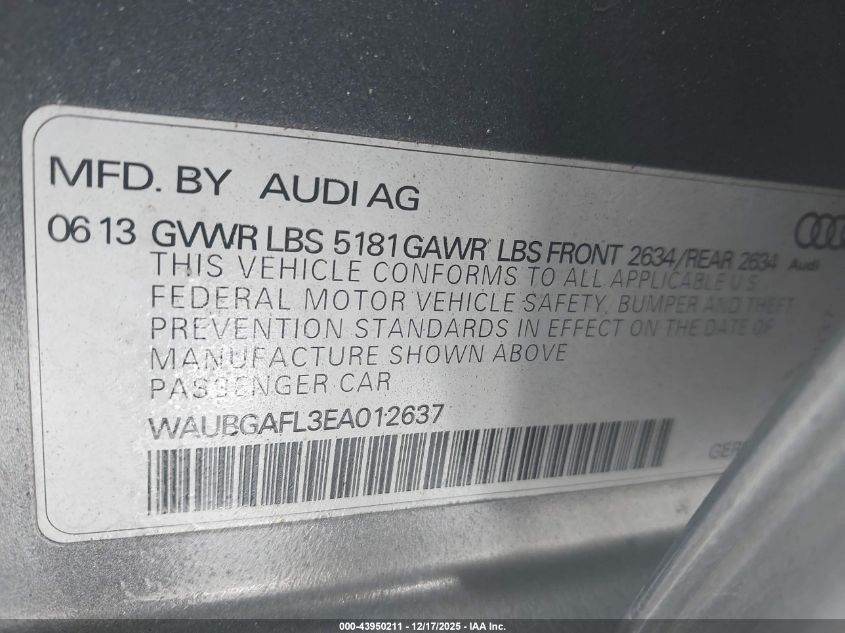 MFD. BY AUDI AG
06 13 GVWR LBS 5181 GAWR LBS FRONT 2634/REAR 2634
Audi
THIS VEHICLE CONFORMS TO ALL APPLICABLE U.S.
FEDERAL MOTOR VEHICLE SAFETY, BUMPER AND THEFT
PREVENTION STANDARDS IN EFFECT ON THE DATE OF
MANUFACTURE SHOWN ABOVE
PASSENGER CAR
WAUBGAFL3EA012637
000-43950211 - 12/17/2025 - IAA Inc.